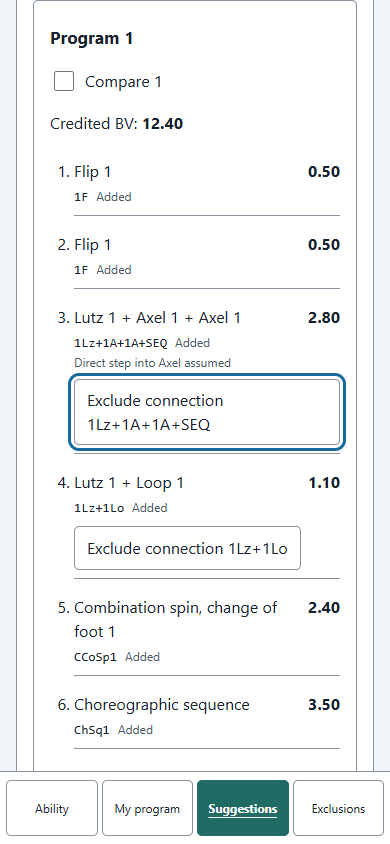 Program 1
Compare 1
Credited BV: 12.40
1. Flip 1 0.50
1F Added
2. Flip 1 0.50
1F Added
3. Lutz 1 + Axel 1 + Axel 1 2.80
1Lz+1A+1A+SEQ Added
Direct step into Axel assumed
Exclude connection
1Lz+1A+1A+SEQ
4. Lutz 1 + Loop 1 1.10
1Lz+1Lo Added
Exclude connection 1Lz+1Lo
5. Combination spin, change of 2.40
foot 1
CCoSp1 Added
6. Choreographic sequence 3.50
ChSq1 Added
Ability My program Suggestions Exclusions